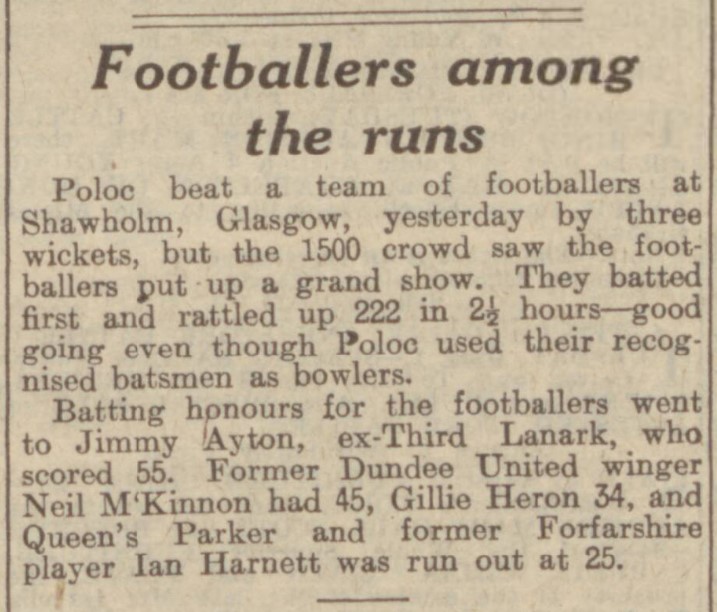 Footballers among
the runs
Poloc beat a team of footballers at
Shawholm, Glasgow, yesterday by three
wickets, but the 1500 crowd saw the foot-
ballers put up a grand show. They batted
first and rattled up 222 in 2½ hours—good
going even though Poloc used their recog-
nised batsmen as bowlers.
Batting honours for the footballers went
to Jimmy Ayton, ex-Third Lanark, who
scored 55. Former Dundee United winger
Neil M'Kinnon had 45, Gillie Heron 34, and
Queen's Parker and former Forfarshire
player Ian Harnett was run out at 25.